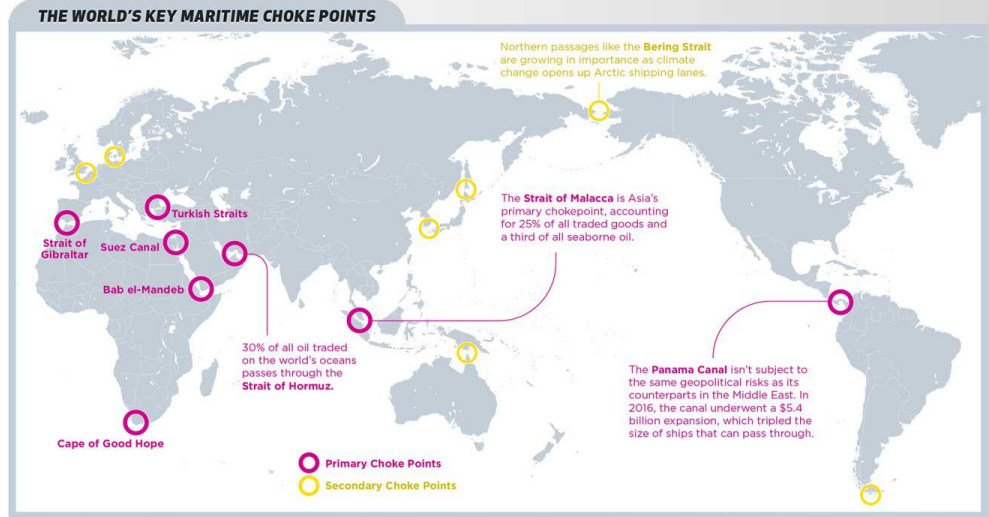 THE WORLD'S KEY MARITIME CHOKE POINTS
Northern passages like the Bering Strait
are growing in importance as climate
change opens up Arctic shipping lanes.
The Strait of Malacca is Asia's
primary chokepoint, accounting
for 25% of all traded goods and
a third of all seaborne oil.
Turkish Straits
Strait of
Gibraltar
Suez Canal
Bab el-Mandeb
30% of all oil traded
on the world's oceans
passes through the
Strait of Hormuz.
The Panama Canal isn't subject to
the same geopolitical risks as its
counterparts in the Middle East. In
2016, the canal underwent a $5.4
billion expansion, which tripled the
size of ships that can pass through.
Cape of Good Hope
Primary Choke Points
Secondary Choke Points